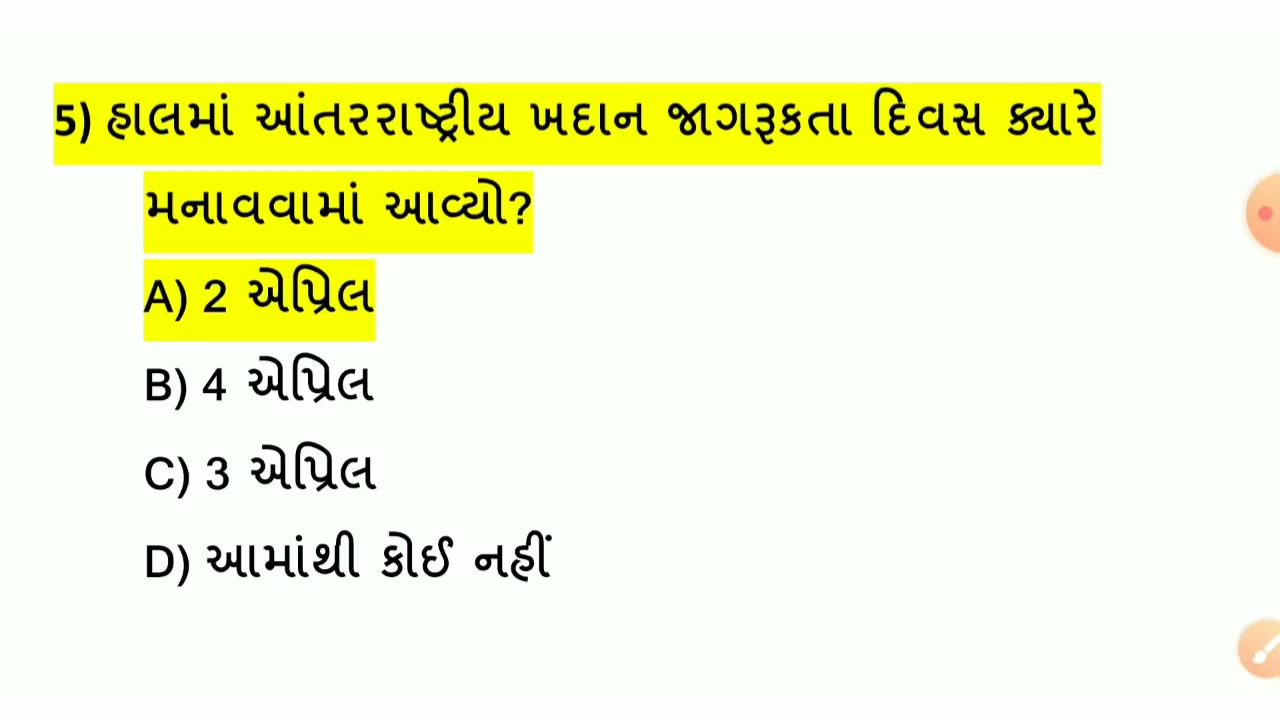 5) હાલમાં આંતરરાષ્ટ્રીય ખદાન જાગરૂકતા દિવસ ક્યારે
મનાવવામાં આવ્યો?
A) 2 એપ્રિલ
B) 4 એપ્રિલ
C) 3 એપ્રિલ
D) આમાંથી કોઈ નહીં